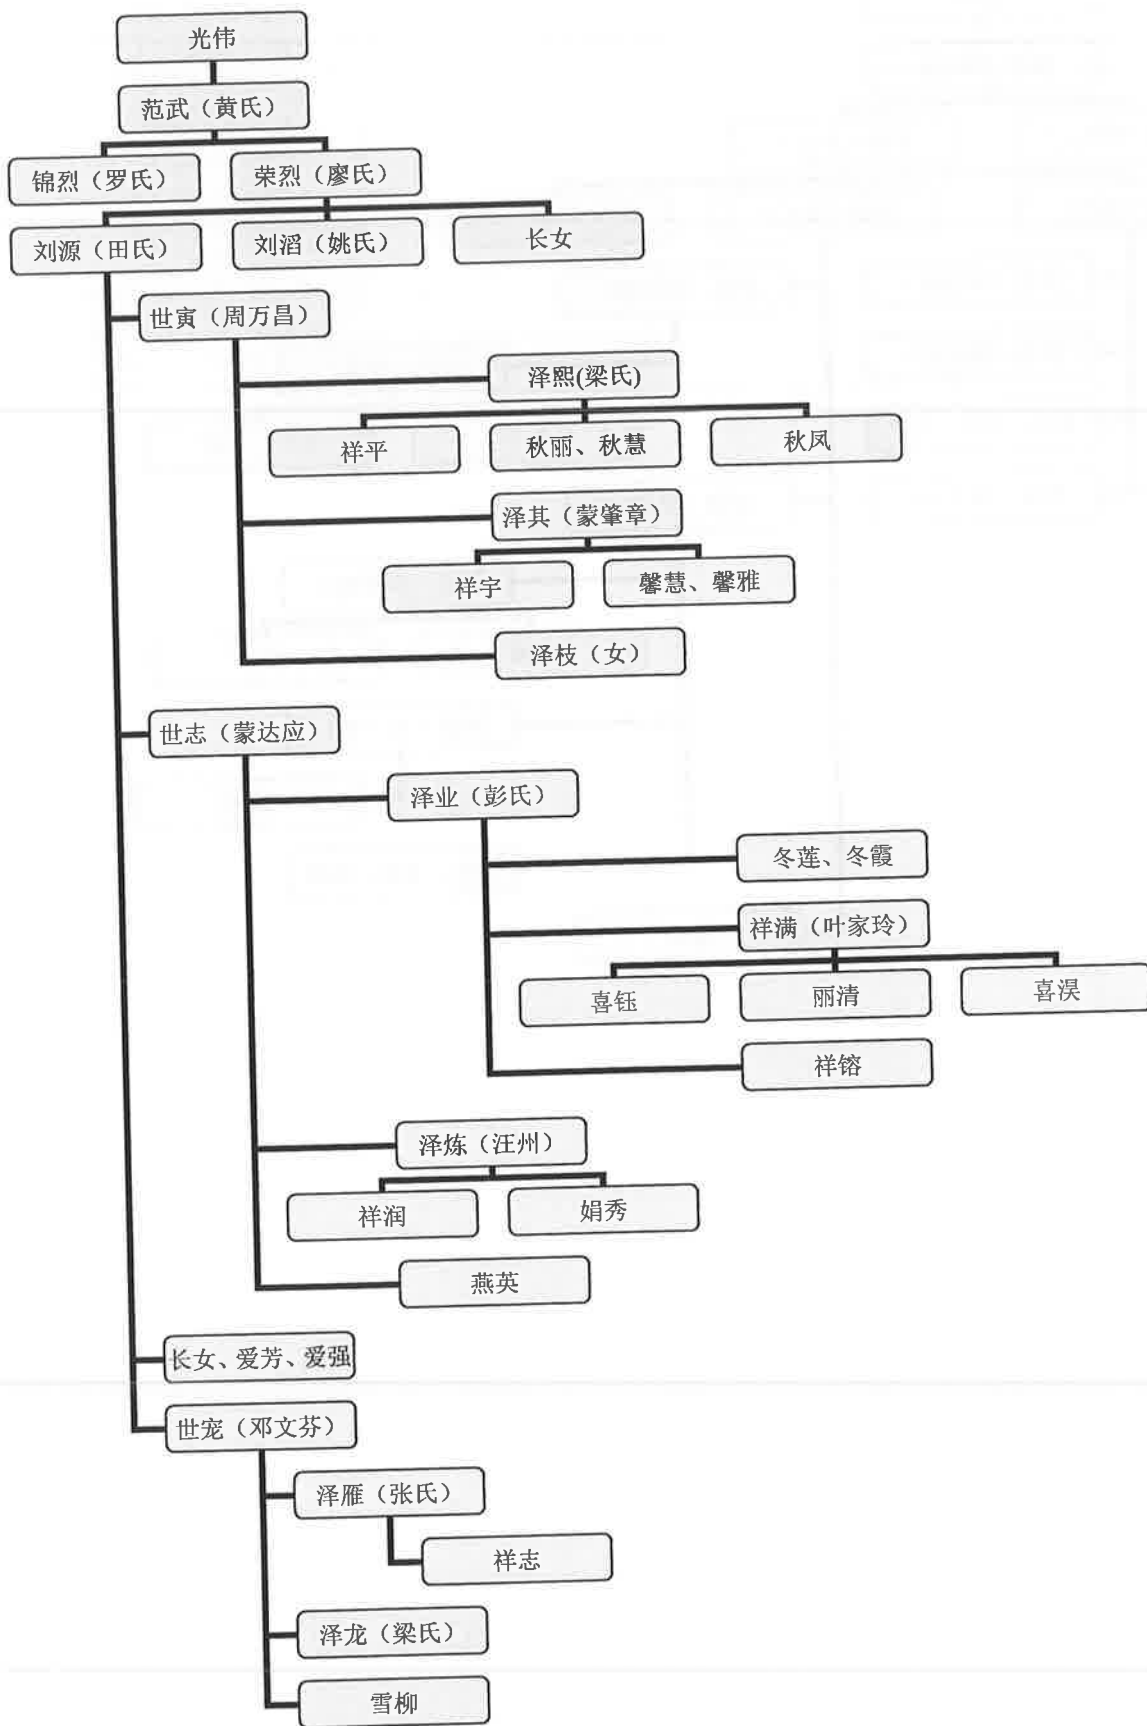 光伟
范武（黄氏）
锦烈（罗氏）
荣烈（廖氏）
刘源（田氏）
刘滔（姚氏）
长女
世寅（周万昌）
泽熙(梁氏)
祥平
秋丽、秋慧
秋凤
泽其（蒙肇章）
祥宇
馨慧、馨雅
泽枝（女）
世志（蒙达应）
泽业（彭氏）
冬莲、冬霞
祥满（叶家玲）
喜钰
丽清
喜淏
祥镕
泽炼（汪州）
祥润
娟秀
燕英
长女、爱芳、爱强
世宠（邓文芬）
泽雁（张氏）
祥志
泽龙（梁氏）
雪柳